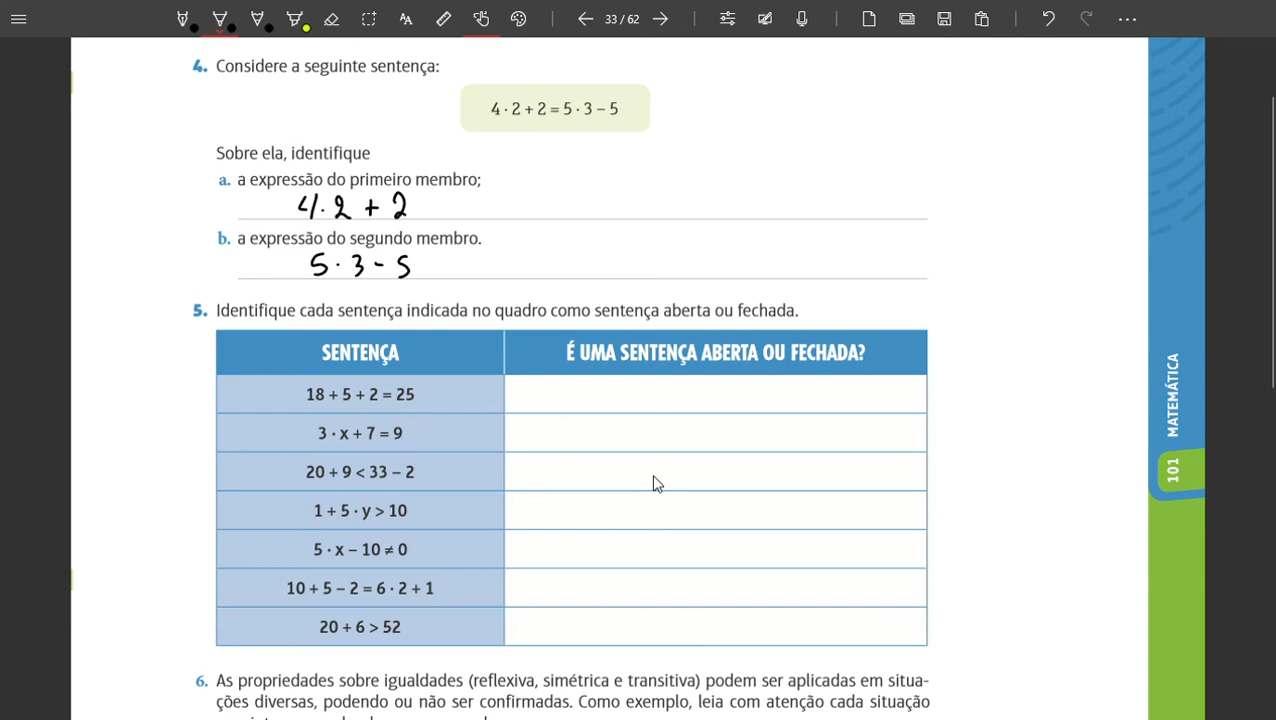 33 / 62
4. Considere a seguinte sentença:
4 · 2 + 2 = 5 · 3 – 5
Sobre ela, identifique
a. a expressão do primeiro membro;
4 · 2 + 2
b. a expressão do segundo membro.
5 · 3 - 5
5. Identifique cada sentença indicada no quadro como sentença aberta ou fechada.
SENTENÇA É UMA SENTENÇA ABERTA OU FECHADA?
18 + 5 + 2 = 25
3 · x + 7 = 9
20 + 9 < 33 – 2
1 + 5 · y > 10
5 · x – 10 ≠ 0
10 + 5 – 2 = 6 · 2 + 1
20 + 6 > 52
6. As propriedades sobre igualdades (reflexiva, simétrica e transitiva) podem ser aplicadas em situa-
ções diversas, podendo ou não ser confirmadas. Como exemplo, leia com atenção cada situação
MATEMÁTICA
101